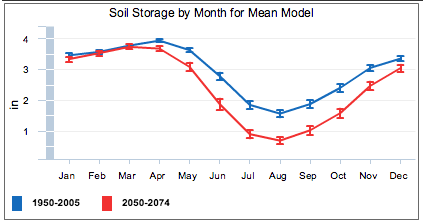 Soil Storage by Month for Mean Model
4
3
2
1
in
Jan Feb Mar Apr May Jun Jul Aug Sep Oct Nov Dec
1950-2005 2050-2074